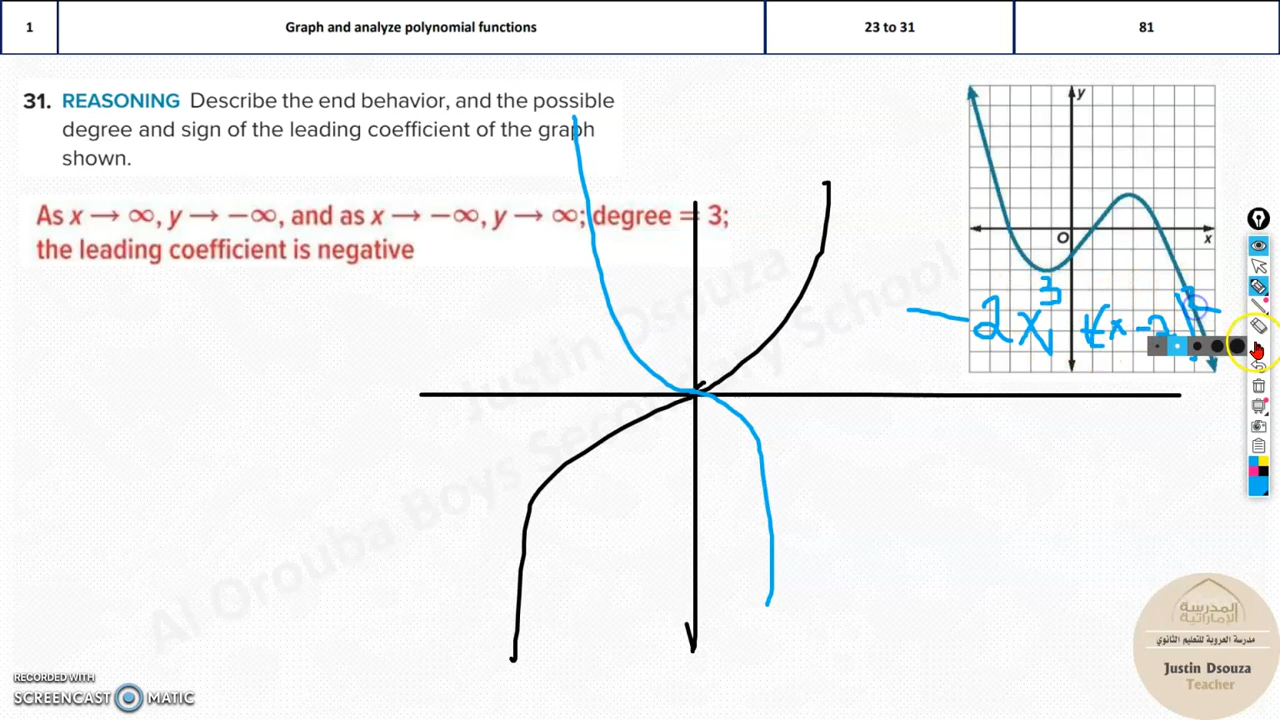 1 Graph and analyze polynomial functions 23 to 31 81
31. REASONING Describe the end behavior, and the possible
degree and sign of the leading coefficient of the graph
shown.
As x → ∞, y → −∞, and as x → −∞, y → ∞; degree = 3;
the leading coefficient is negative
y
O
x
Justin Dsouza
Al Orouba Boys Secondary School
المدرسة
الإماراتية
مدرسة العروبة للتعليم الثانوي
Justin Dsouza
Teacher
RECORDED WITH
SCREENCAST MATIC